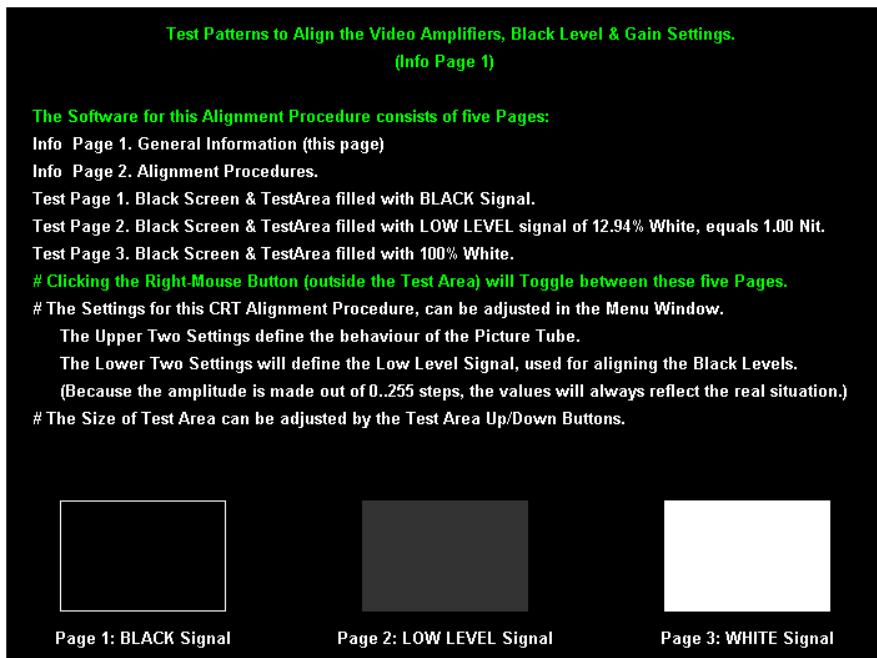 Test Patterns to Align the Video Amplifiers, Black Level & Gain Settings.
(Info Page 1)
The Software for this Alignment Procedure consists of five Pages:
Info Page 1. General Information (this page)
Info Page 2. Alignment Procedures.
Test Page 1. Black Screen & TestArea filled with BLACK Signal.
Test Page 2. Black Screen & TestArea filled with LOW LEVEL signal of 12.94% White, equals 1.00 Nit.
Test Page 3. Black Screen & TestArea filled with 100% White.
# Clicking the Right-Mouse Button (outside the Test Area) will Toggle between these five Pages.
# The Settings for this CRT Alignment Procedure, can be adjusted in the Menu Window.
The Upper Two Settings define the behaviour of the Picture Tube.
The Lower Two Settings will define the Low Level Signal, used for aligning the Black Levels.
(Because the amplitude is made out of 0..255 steps, the values will always reflect the real situation.)
# The Size of Test Area can be adjusted by the Test Area Up/Down Buttons.
Page 1: BLACK Signal
Page 2: LOW LEVEL Signal
Page 3: WHITE Signal